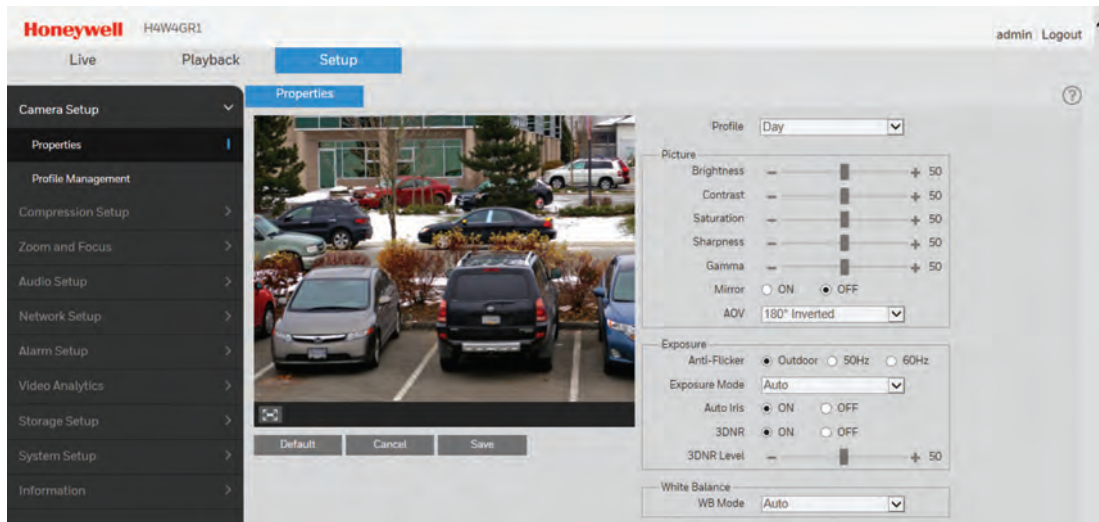 Honeywell H4W4GR1
admin Logout
Live Playback Setup
Camera Setup
Properties
Profile Management
Compression Setup
Zoom and Focus
Audio Setup
Network Setup
Alarm Setup
Video Analytics
Storage Setup
System Setup
Information
Properties
?
Default Cancel Save
Profile Day
Picture
Brightness - + 50
Contrast - + 50
Saturation - + 50
Sharpness - + 50
Gamma - + 50
Mirror ON OFF
AOV 180° Inverted
Exposure
Anti-Flicker Outdoor 50Hz 60Hz
Exposure Mode Auto
Auto Iris ON OFF
3DNR ON OFF
3DNR Level - + 50
White Balance
WB Mode Auto